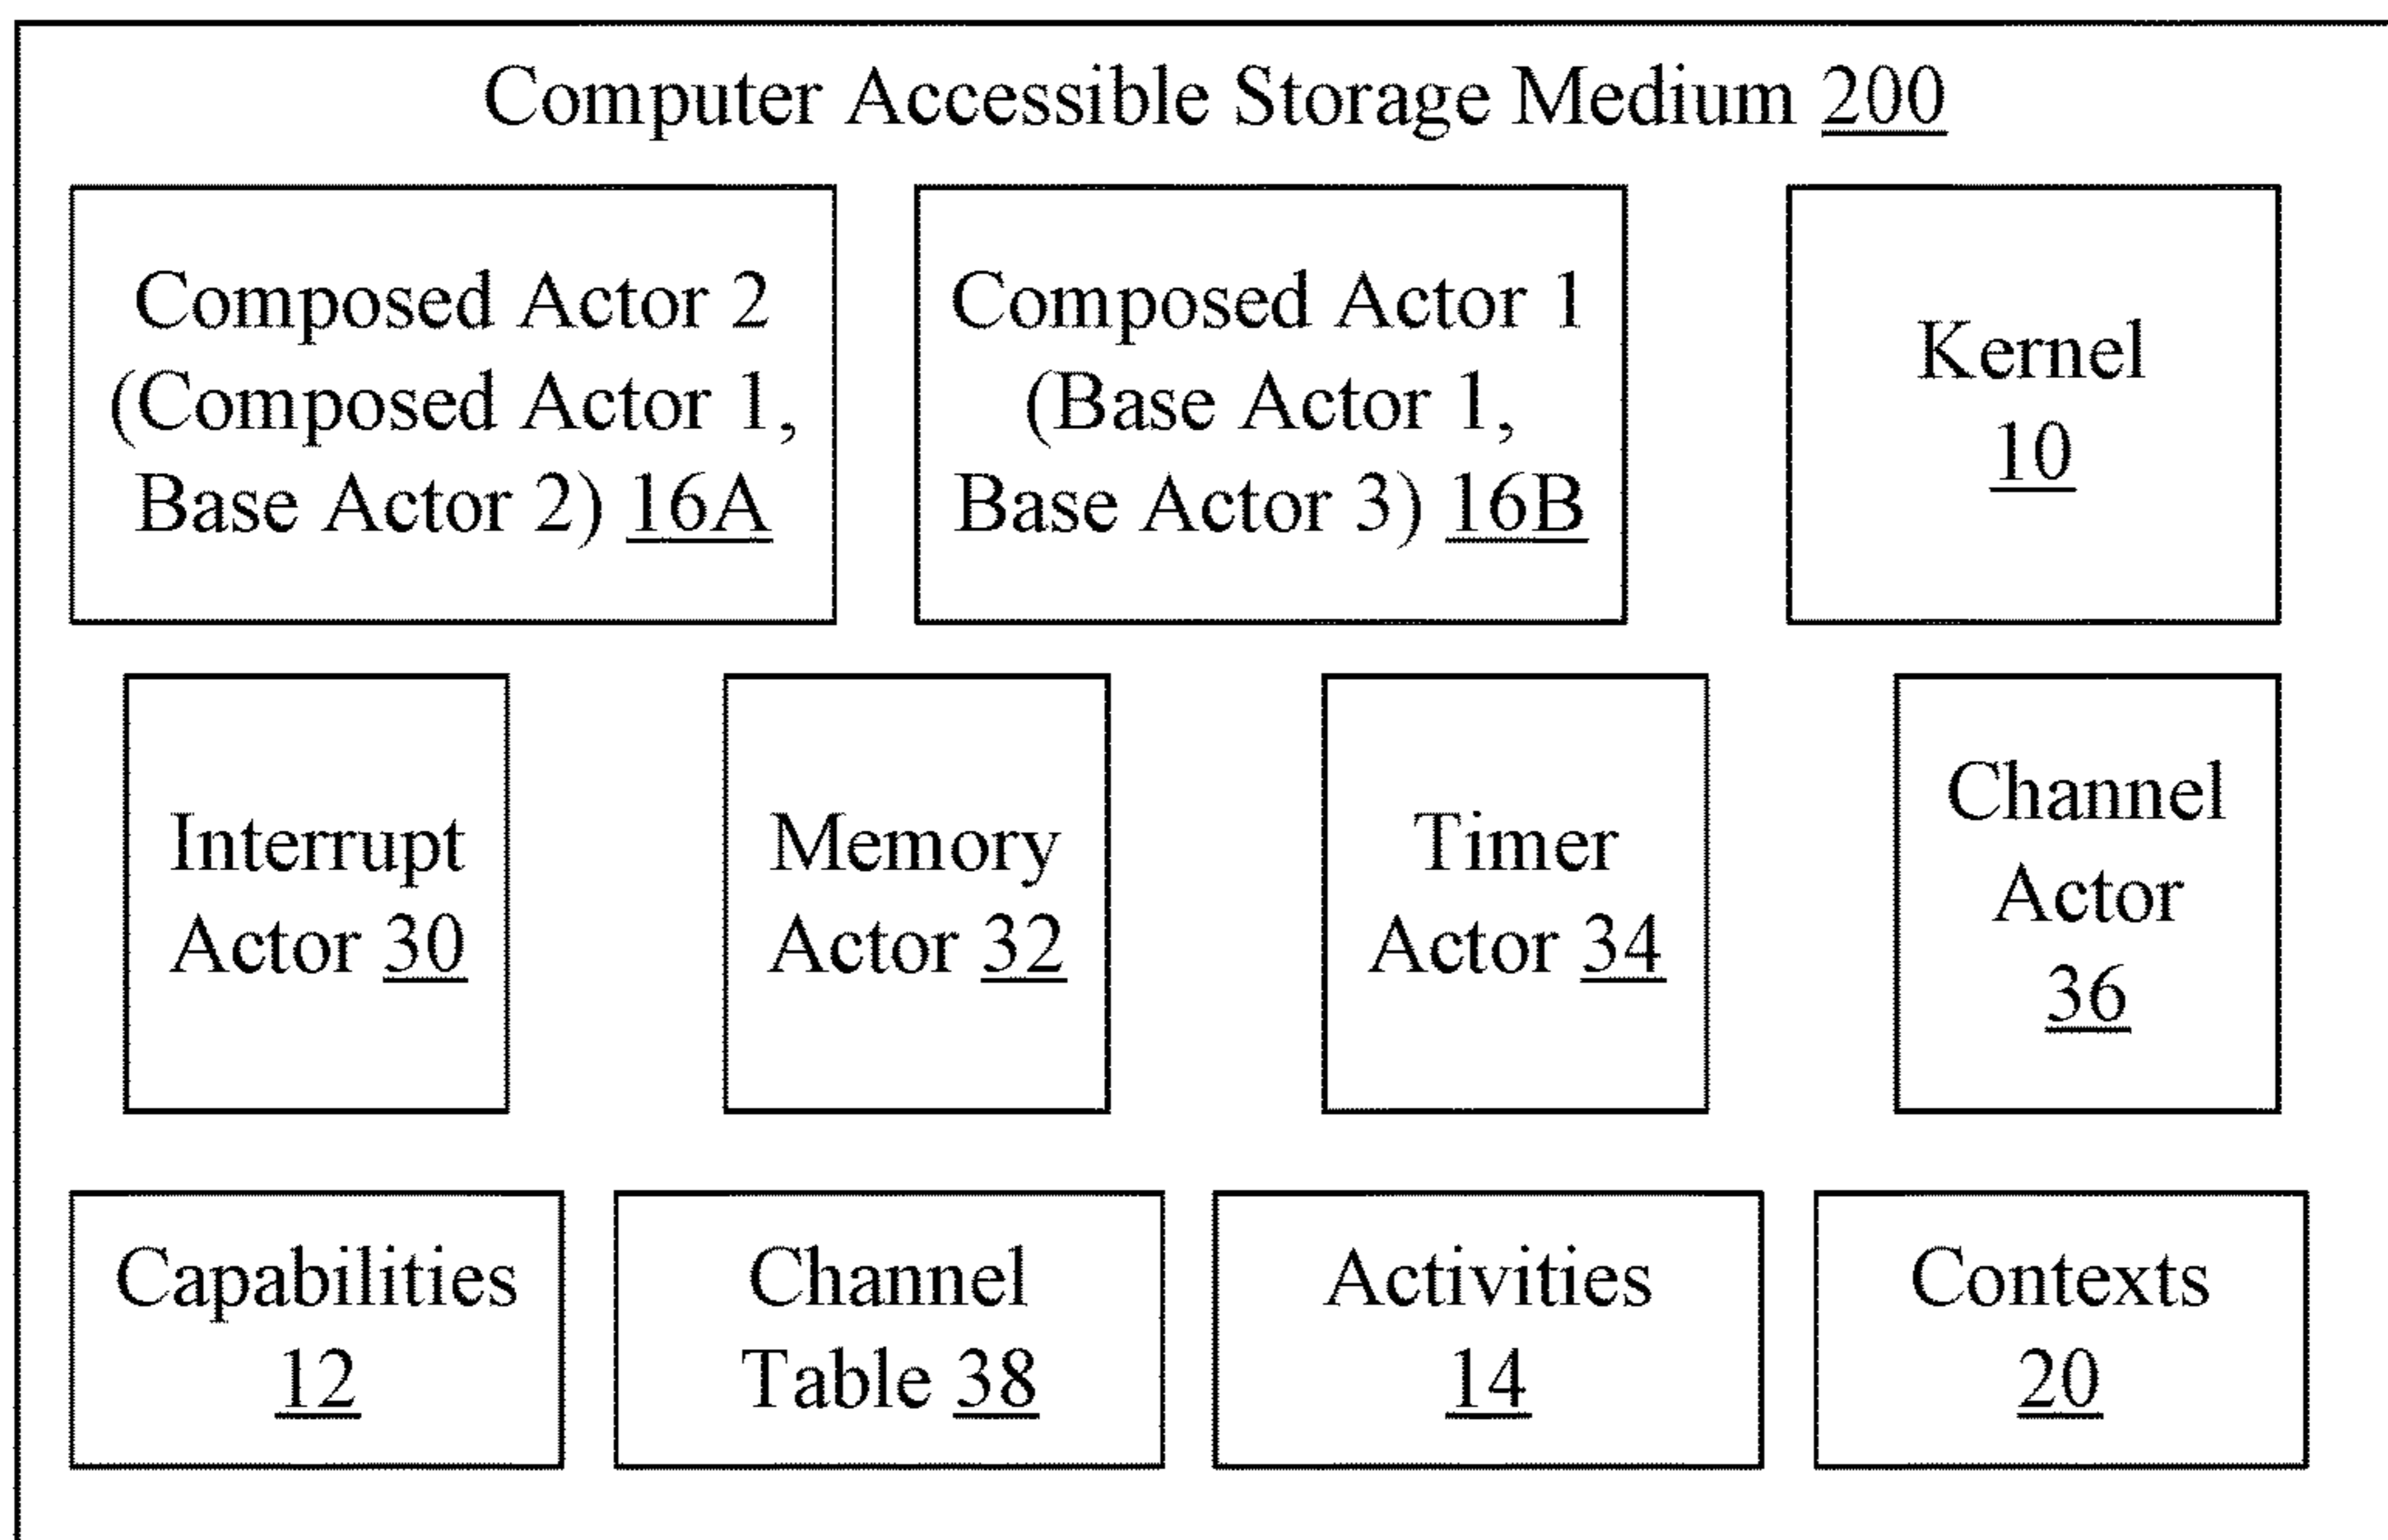 Computer Accessible Storage Medium 200
Composed Actor 2
(Composed Actor 1,
Base Actor 2) 16A
Composed Actor 1
(Base Actor 1,
Base Actor 3) 16B
Kernel
10
Interrupt
Actor 30
Memory
Actor 32
Timer
Actor 34
Channel
Actor
36
Capabilities
12
Channel
Table 38
Activities
14
Contexts
20